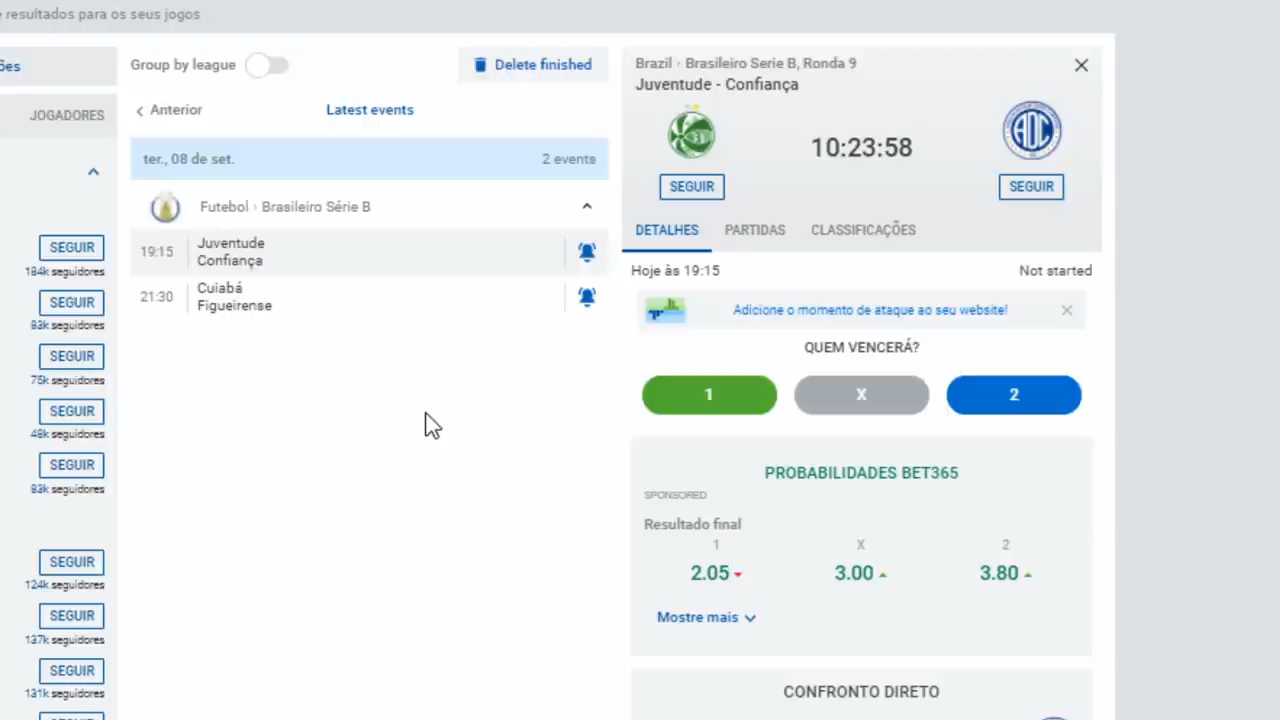 e resultados para os seus jogos
ões
JOGADORES
SEGUIR
184k seguidores
SEGUIR
83k seguidores
SEGUIR
75k seguidores
SEGUIR
48k seguidores
SEGUIR
83k seguidores
SEGUIR
124k seguidores
SEGUIR
137k seguidores
SEGUIR
131k seguidores
Group by league
Delete finished
Anterior
Latest events
ter., 08 de set.
2 events
Futebol › Brasileiro Série B
19:15
Juventude
Confiança
21:30
Cuiabá
Figueirense
Brazil › Brasileiro Serie B, Ronda 9
Juventude - Confiança
ADC
10:23:58
SEGUIR
SEGUIR
DETALHES
PARTIDAS
CLASSIFICAÇÕES
Hoje às 19:15
Not started
Adicione o momento de ataque ao seu website!
QUEM VENCERÁ?
1
X
2
PROBABILIDADES BET365
SPONSORED
Resultado final
1
X
2
2.05
3.00
3.80
Mostre mais
CONFRONTO DIRETO